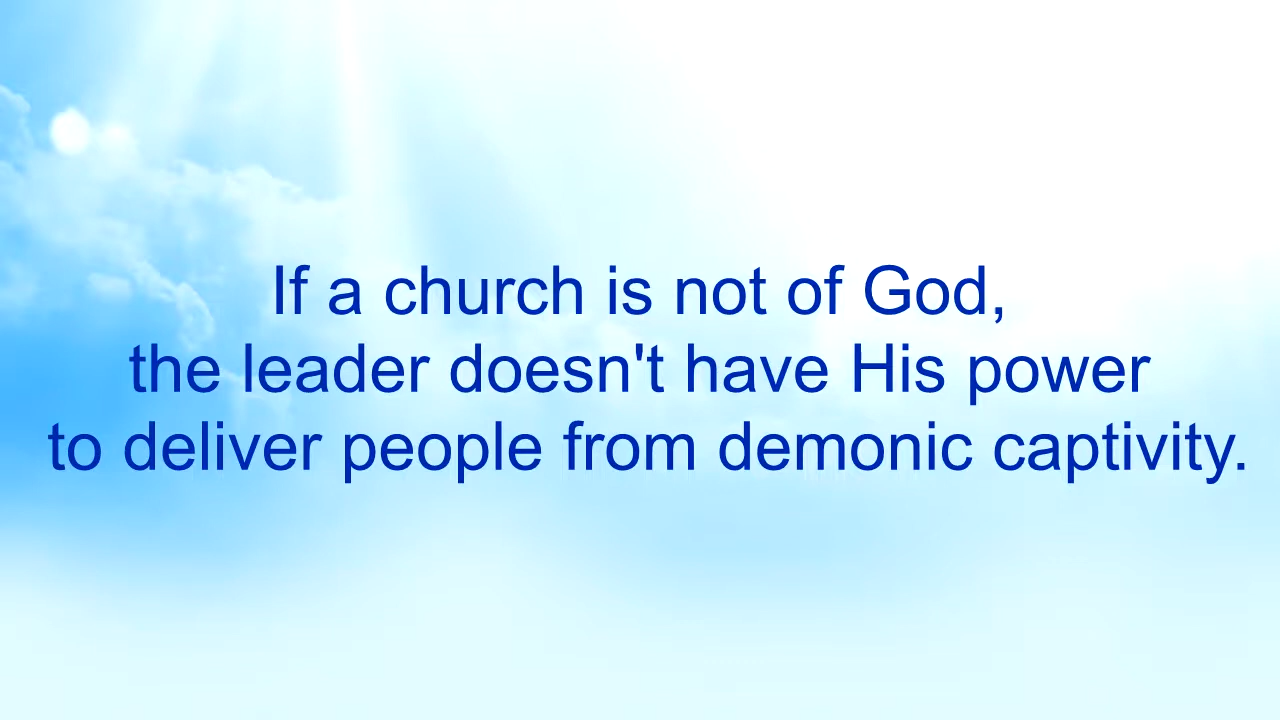 If a church is not of God,
the leader doesn't have His power
to deliver people from demonic captivity.